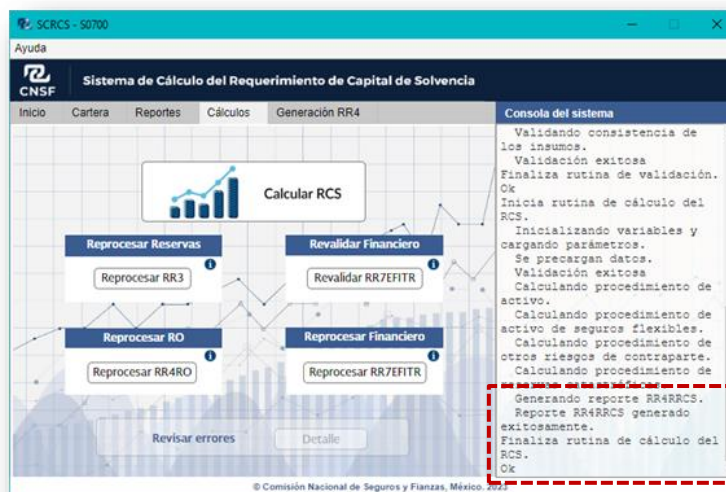 SCRCS - S0700
Ayuda
CNSF
Sistema de Cálculo del Requerimiento de Capital de Solvencia
Inicio Cartera Reportes Cálculos Generación RR4
Calcular RCS
Reprocesar Reservas
Reprocesar RR3
Revalidar Financiero
Revalidar RR7EFITR
Reprocesar RO
Reprocesar RR4RO
Reprocesar Financiero
Reprocesar RR7EFITR
Revisar errores
Detalle
Consola del sistema
Validando consistencia de
los insumos.
Validación exitosa
Finaliza rutina de validación.
Ok
Inicia rutina de cálculo del
RCS.
Inicializando variables y
cargando parámetros.
Se precargan datos.
Validación exitosa
Calculando procedimiento de
activo.
Calculando procedimiento de
activo de seguros flexibles.
Calculando procedimiento de
otros riesgos de contraparte.
Calculando procedimiento de
reservas catastróficas
Generando reporte RR4RRCS.
Reporte RR4RRCS generado
exitosamente.
Finaliza rutina de cálculo del
RCS.
Ok
© Comisión Nacional de Seguros y Fianzas, México. 2023